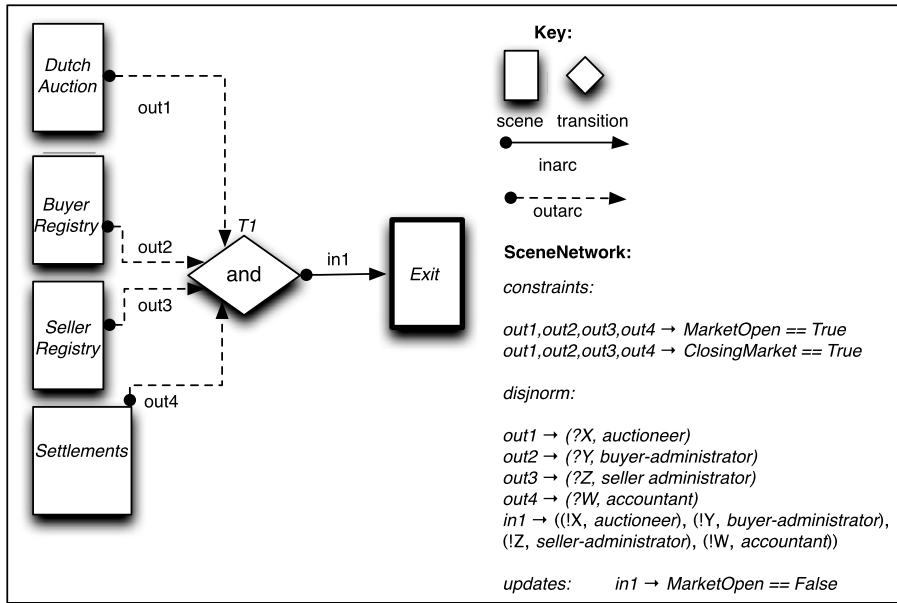 Dutch
Auction
out1
Buyer
Registry
out2
T1
and
in1
Exit
out3
Seller
Registry
out4
Settlements
Key:
scene transition
inarc
outarc
SceneNetwork:
constraints:
out1,out2,out3,out4 → MarketOpen == True
out1,out2,out3,out4 → ClosingMarket == True
disjnorm:
out1 → (?X, auctioneer)
out2 → (?Y, buyer-administrator)
out3 → (?Z, seller administrator)
out4 → (?W, accountant)
in1 → ((!X, auctioneer), (!Y, buyer-administrator),
(!Z, seller-administrator), (!W, accountant))
updates: in1 → MarketOpen == False